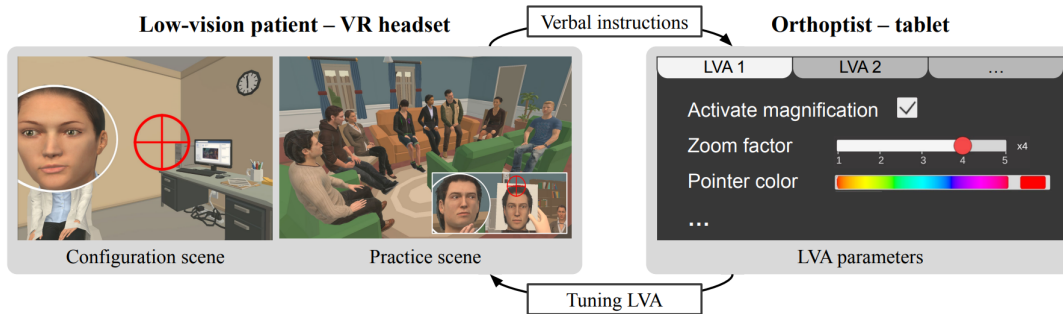 Low-vision patient – VR headset
Verbal instructions
Orthoptist – tablet
Configuration scene
Practice scene
LVA 1
LVA 2
...
Activate magnification
Zoom factor
1 2 3 4 5
x4
Pointer color
...
LVA parameters
Tuning LVA